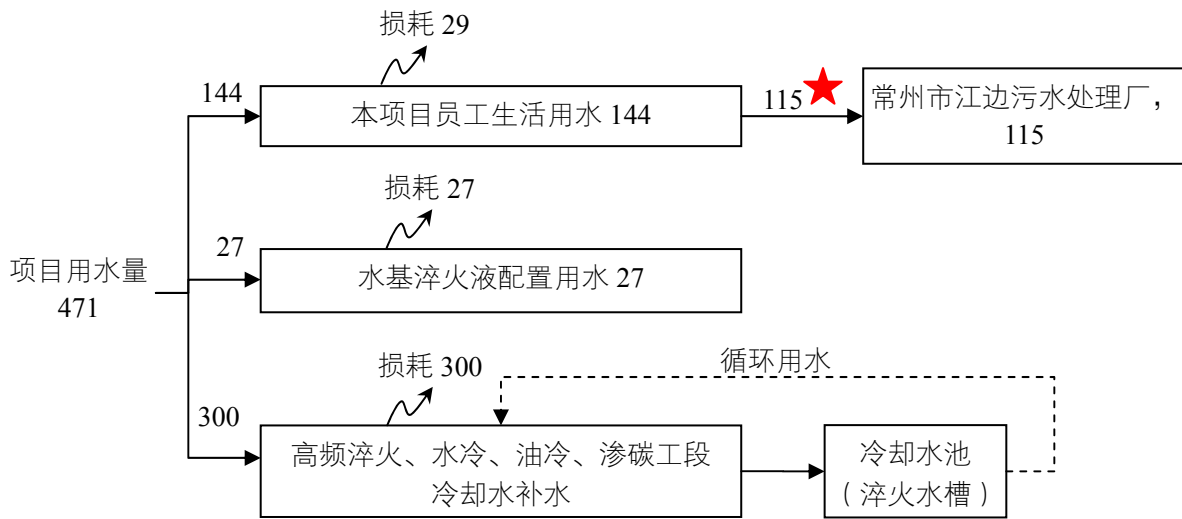 损耗 29
144
本项目员工生活用水 144
115
常州市江边污水处理厂，
115
损耗 27
27
水基淬火液配置用水 27
项目用水量
471
损耗 300
循环用水
300
高频淬火、水冷、油冷、渗碳工段
冷却水补水
冷却水池
（淬火水槽）